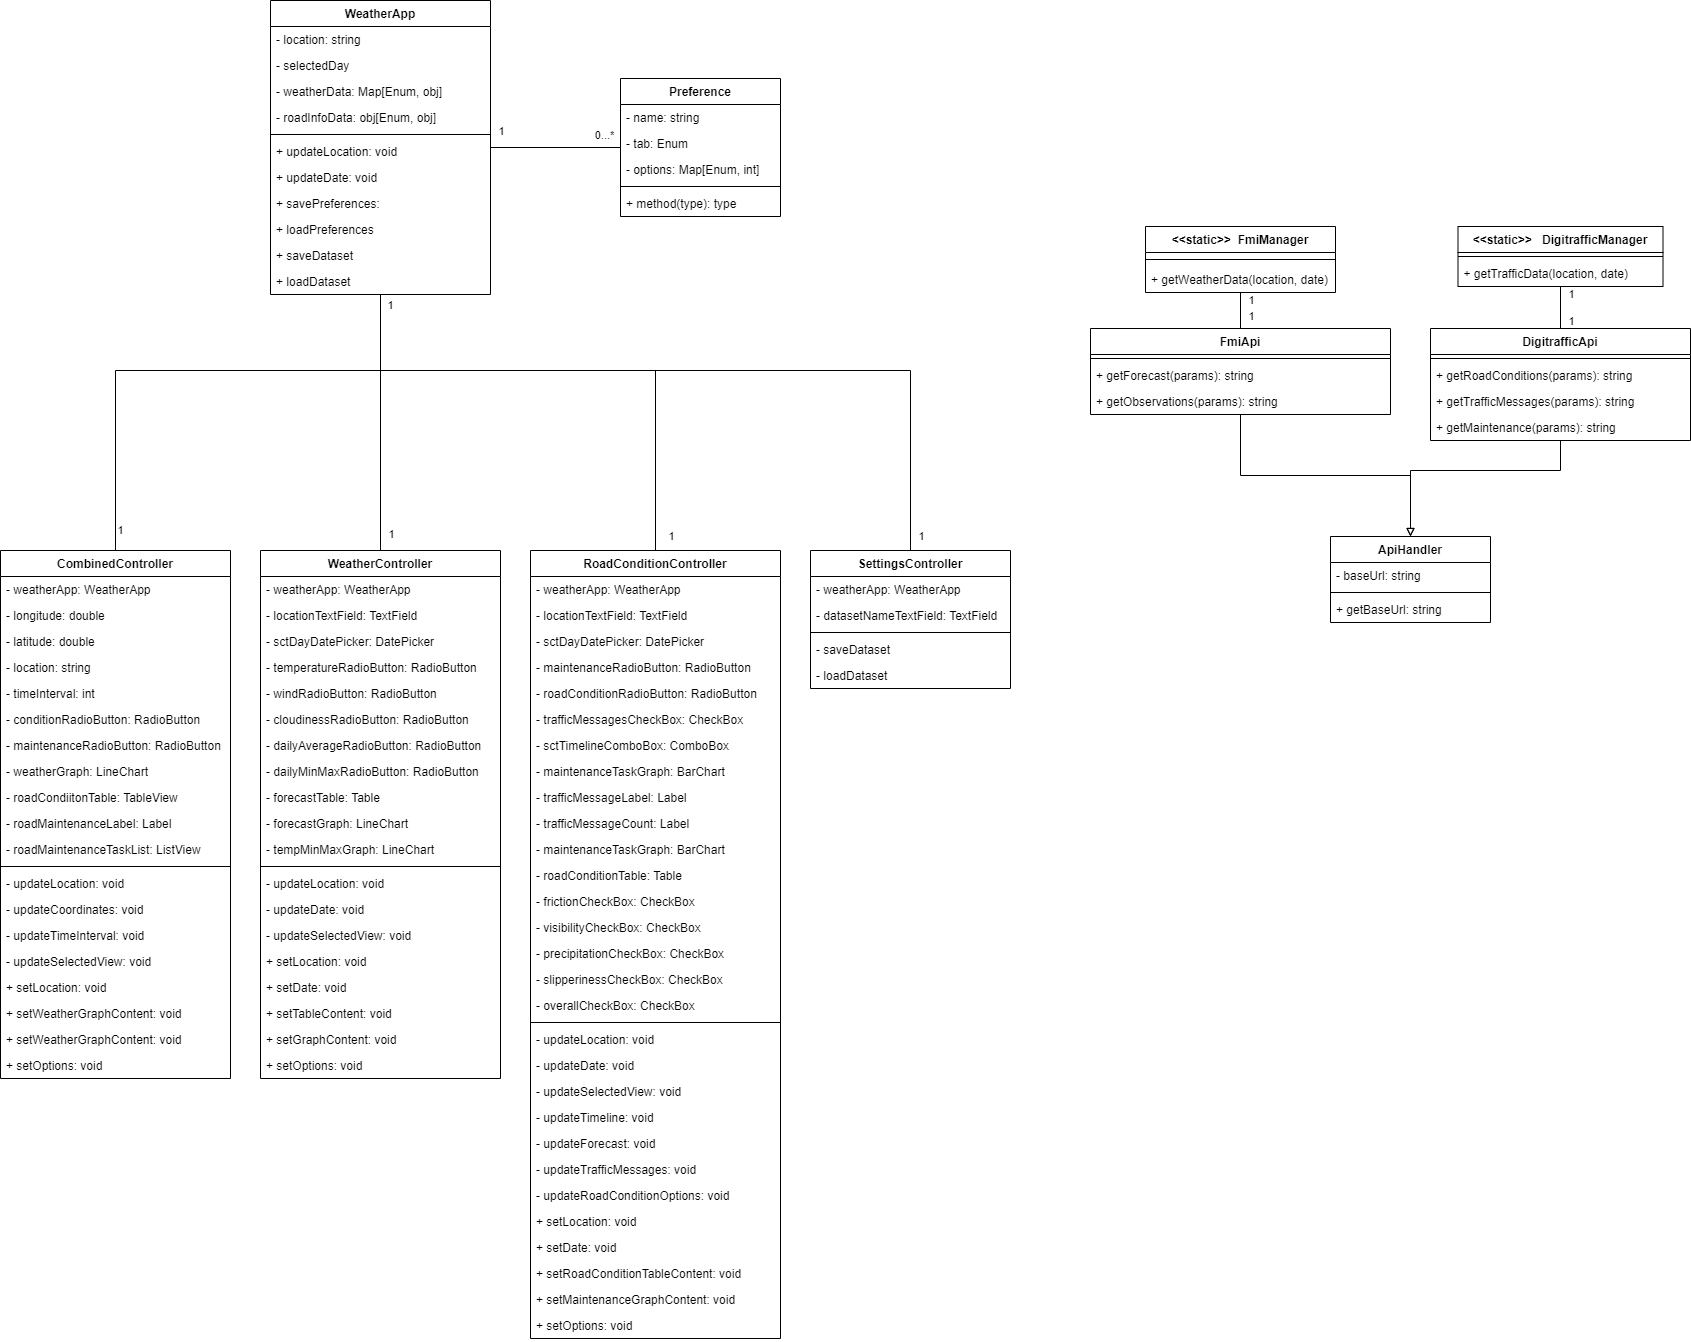 WeatherApp
- location: string
- selectedDay
- weatherData: Map[Enum, obj]
- roadInfoData: obj[Enum, obj]
+ updateLocation: void
+ updateDate: void
+ savePreferences:
+ loadPreferences
+ saveDataset
+ loadDataset
1
0...*
Preference
- name: string
- tab: Enum
- options: Map[Enum, int]
+ method(type): type
1
1
CombinedController
- weatherApp: WeatherApp
- longitude: double
- latitude: double
- location: string
- timeInterval: int
- conditionRadioButton: RadioButton
- maintenanceRadioButton: RadioButton
- weatherGraph: LineChart
- roadCondiitonTable: TableView
- roadMaintenanceLabel: Label
- roadMaintenanceTaskList: ListView
- updateLocation: void
- updateCoordinates: void
- updateTimeInterval: void
- updateSelectedView: void
+ setLocation: void
+ setWeatherGraphContent: void
+ setWeatherGraphContent: void
+ setOptions: void
1
WeatherController
- weatherApp: WeatherApp
- locationTextField: TextField
- sctDayDatePicker: DatePicker
- temperatureRadioButton: RadioButton
- windRadioButton: RadioButton
- cloudinessRadioButton: RadioButton
- dailyAverageRadioButton: RadioButton
- dailyMinMaxRadioButton: RadioButton
- forecastTable: Table
- forecastGraph: LineChart
- tempMinMaxGraph: LineChart
- updateLocation: void
- updateDate: void
- updateSelectedView: void
+ setLocation: void
+ setDate: void
+ setTableContent: void
+ setGraphContent: void
+ setOptions: void
1
RoadConditionController
- weatherApp: WeatherApp
- locationTextField: TextField
- sctDayDatePicker: DatePicker
- maintenanceRadioButton: RadioButton
- roadConditionRadioButton: RadioButton
- trafficMessagesCheckBox: CheckBox
- sctTimelineComboBox: ComboBox
- maintenanceTaskGraph: BarChart
- trafficMessageLabel: Label
- trafficMessageCount: Label
- maintenanceTaskGraph: BarChart
- roadConditionTable: Table
- frictionCheckBox: CheckBox
- visibilityCheckBox: CheckBox
- precipitationCheckBox: CheckBox
- slipperinessCheckBox: CheckBox
- overallCheckBox: CheckBox
- updateLocation: void
- updateDate: void
- updateSelectedView: void
- updateTimeline: void
- updateForecast: void
- updateTrafficMessages: void
- updateRoadConditionOptions: void
+ setLocation: void
+ setDate: void
+ setRoadConditionTableContent: void
+ setMaintenanceGraphContent: void
+ setOptions: void
1
SettingsController
- weatherApp: WeatherApp
- datasetNameTextField: TextField
- saveDataset
- loadDataset
<<static>> FmiManager
+ getWeatherData(location, date)
1
1
FmiApi
+ getForecast(params): string
+ getObservations(params): string
<<static>> DigitrafficManager
+ getTrafficData(location, date)
1
1
DigitrafficApi
+ getRoadConditions(params): string
+ getTrafficMessages(params): string
+ getMaintenance(params): string
ApiHandler
- baseUrl: string
+ getBaseUrl: string